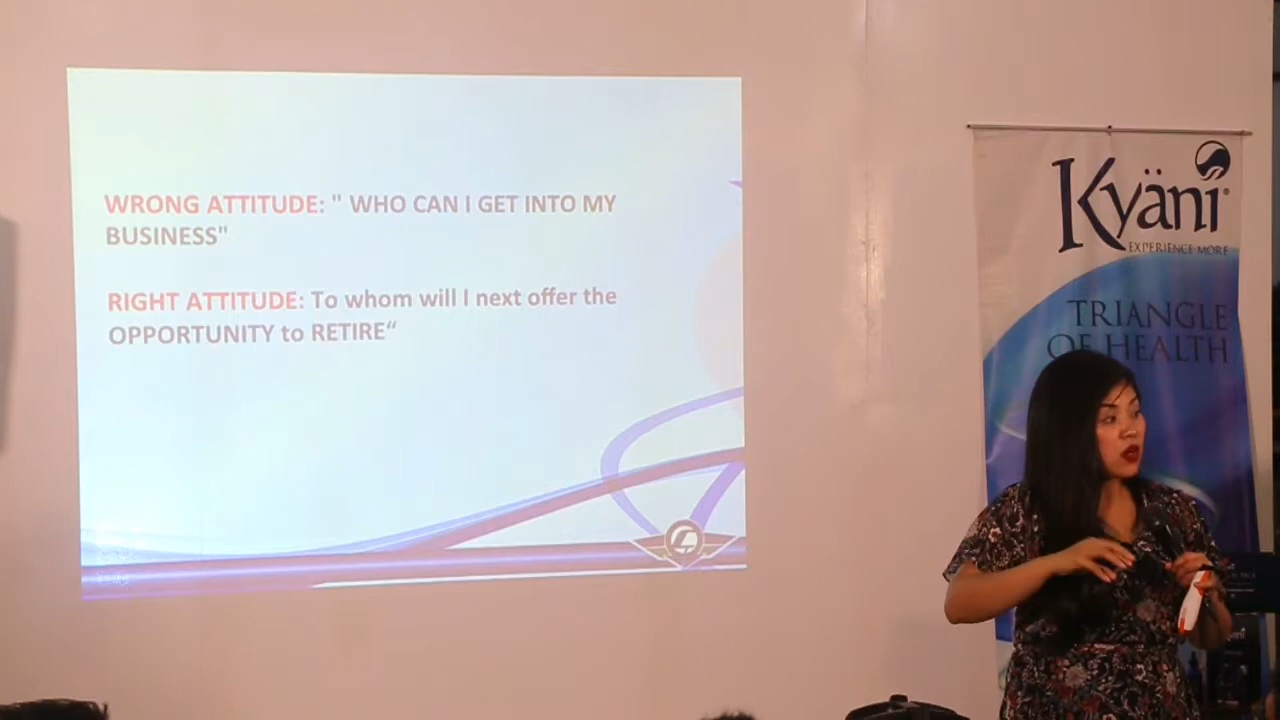 WRONG ATTITUDE: " WHO CAN I GET INTO MY
BUSINESS"
RIGHT ATTITUDE: To whom will I next offer the
OPPORTUNITY to RETIRE“
Kyäni®
EXPERIENCE MORE
TRIANGLE
OF HEALTH